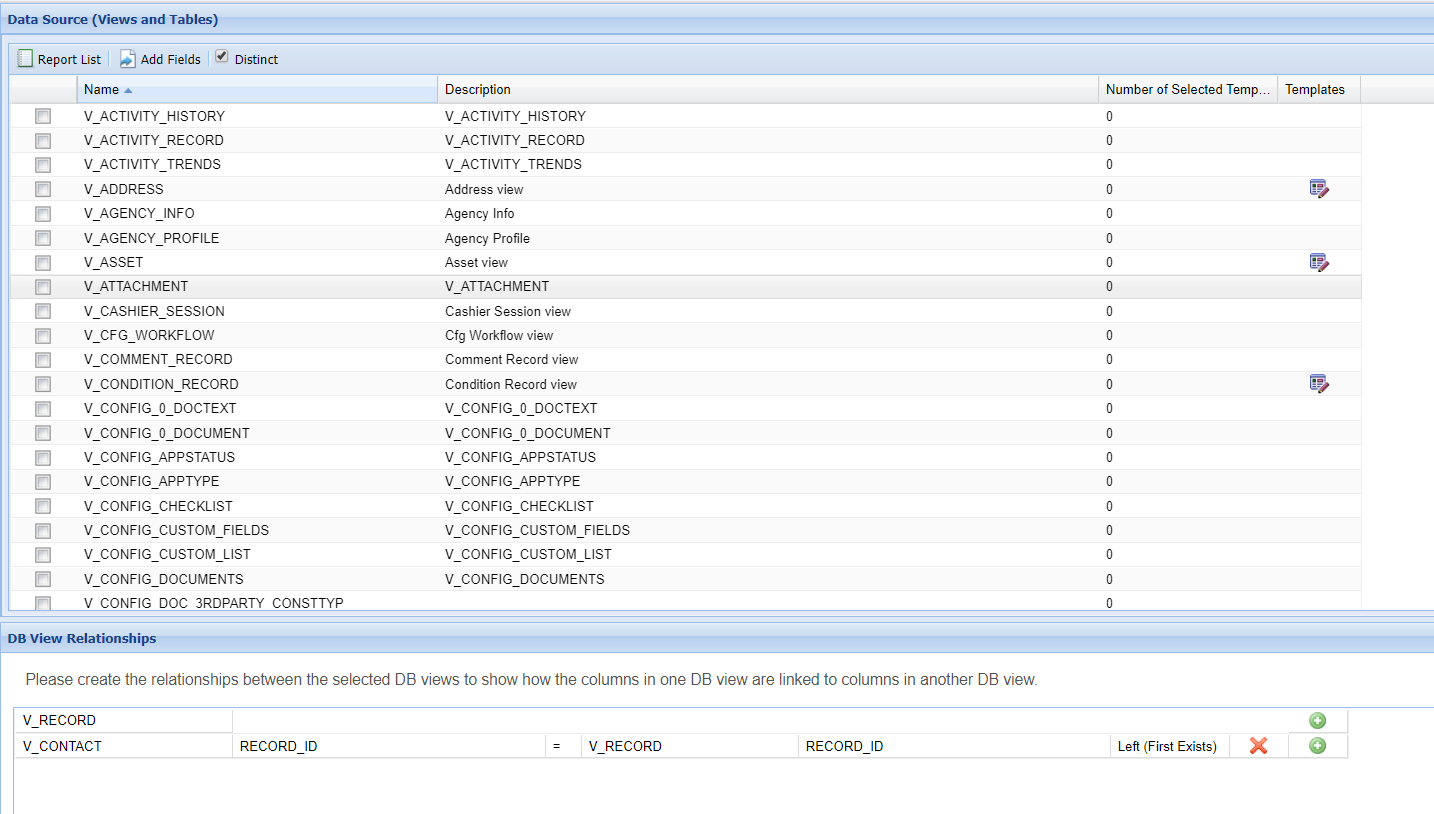 Data Source (Views and Tables)
Report List Add Fields Distinct
Name Description Number of Selected Temp... Templates
V_ACTIVITY_HISTORY V_ACTIVITY_HISTORY 0
V_ACTIVITY_RECORD V_ACTIVITY_RECORD 0
V_ACTIVITY_TRENDS V_ACTIVITY_TRENDS 0
V_ADDRESS Address view 0
V_AGENCY_INFO Agency Info 0
V_AGENCY_PROFILE Agency Profile 0
V_ASSET Asset view 0
V_ATTACHMENT V_ATTACHMENT 0
V_CASHIER_SESSION Cashier Session view 0
V_CFG_WORKFLOW Cfg Workflow view 0
V_COMMENT_RECORD Comment Record view 0
V_CONDITION_RECORD Condition Record view 0
V_CONFIG_0_DOCTEXT V_CONFIG_0_DOCTEXT 0
V_CONFIG_0_DOCUMENT V_CONFIG_0_DOCUMENT 0
V_CONFIG_APPSTATUS V_CONFIG_APPSTATUS 0
V_CONFIG_APPTYPE V_CONFIG_APPTYPE 0
V_CONFIG_CHECKLIST V_CONFIG_CHECKLIST 0
V_CONFIG_CUSTOM_FIELDS V_CONFIG_CUSTOM_FIELDS 0
V_CONFIG_CUSTOM_LIST V_CONFIG_CUSTOM_LIST 0
V_CONFIG_DOCUMENTS V_CONFIG_DOCUMENTS 0
V_CONFIG_DOC_3RDPARTY_CONSTTYP 0
DB View Relationships
Please create the relationships between the selected DB views to show how the columns in one DB view are linked to columns in another DB view.
V_RECORD
V_CONTACT RECORD_ID = V_RECORD RECORD_ID Left (First Exists)